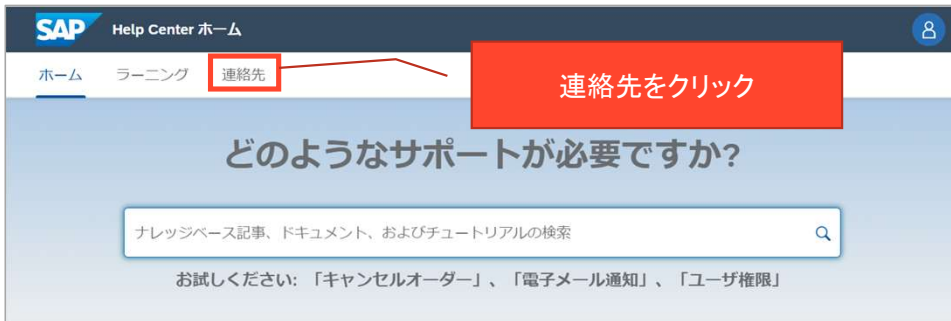 SAP Help Center ホーム
ホーム ラーニング 連絡先
連絡先をクリック
どのようなサポートが必要ですか?
ナレッジベース記事、ドキュメント、およびチュートリアルの検索
お試しください: 「キャンセルオーダー」、「電子メール通知」、「ユーザ権限」